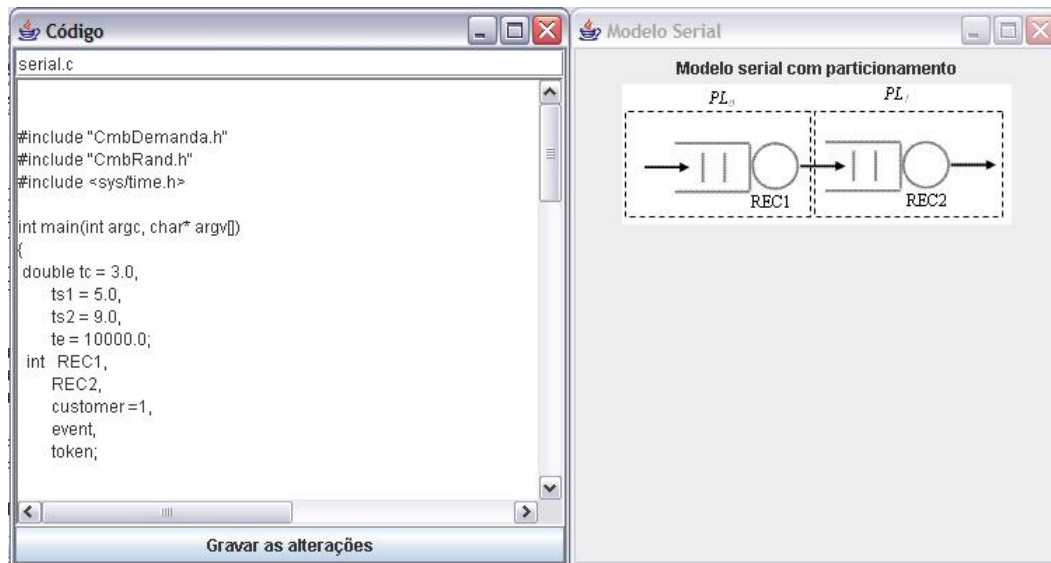 Código
serial.c
#include "CmbDemanda.h"
#include "CmbRand.h"
#include <sys/time.h>
int main(int argc, char* argv[])
{
double tc = 3.0,
ts1 = 5.0,
ts2 = 9.0,
te = 10000.0;
int REC1,
REC2,
customer =1,
event,
token;
Gravar as alterações
Modelo Serial
Modelo serial com particionamento
PL
PL
REC1
REC2